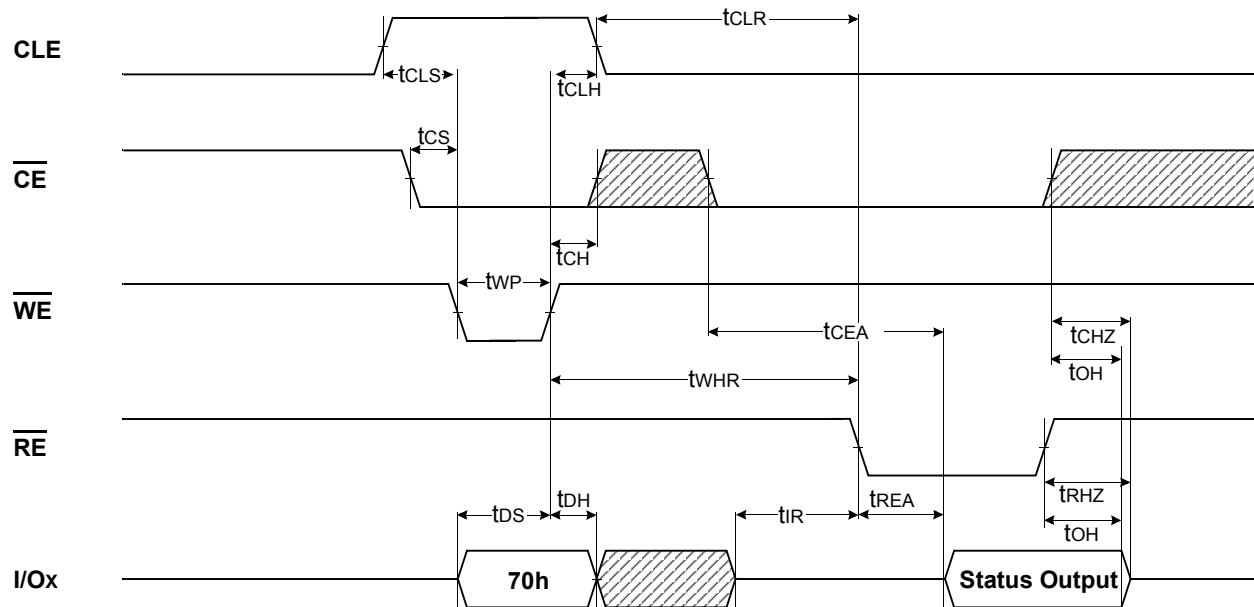 tCLR
CLE
tCLS
tCLH
tCS
CE
tCH
tWP
WE
tCEA
tCHZ
tOH
tWHR
RE
tDH
tRHZ
tDS
tIR
tREA
tOH
I/Ox
70h
Status Output